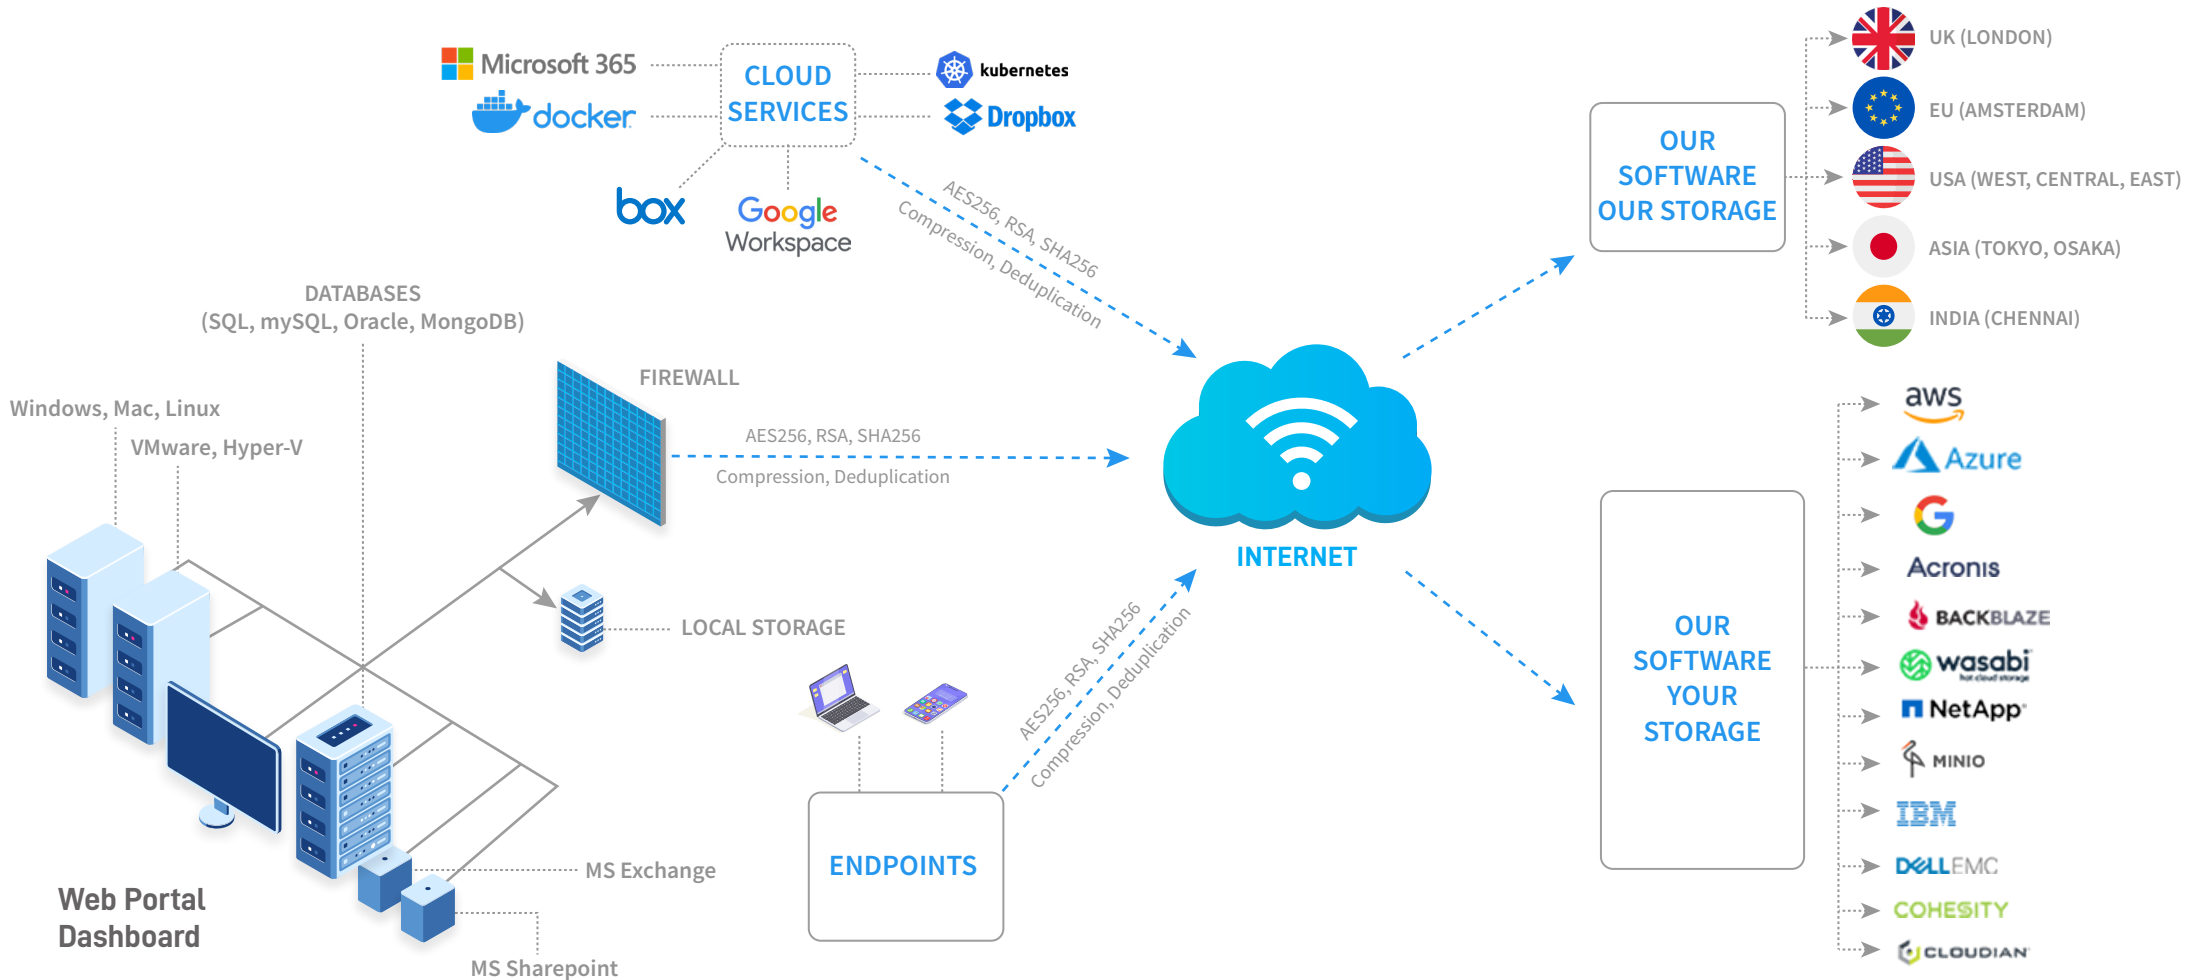 Microsoft 365
docker
CLOUD
SERVICES
kubernetes
Dropbox
box
Google
Workspace
AES256, RSA, SHA256
Compression, Deduplication
DATABASES
(SQL, mySQL, Oracle, MongoDB)
FIREWALL
Windows, Mac, Linux
VMware, Hyper-V
AES256, RSA, SHA256
Compression, Deduplication
LOCAL STORAGE
INTERNET
AES256, RSA, SHA256
Compression, Deduplication
ENDPOINTS
MS Exchange
MS Sharepoint
Web Portal
Dashboard
OUR
SOFTWARE
OUR STORAGE
UK (LONDON)
EU (AMSTERDAM)
USA (WEST, CENTRAL, EAST)
ASIA (TOKYO, OSAKA)
INDIA (CHENNAI)
OUR
SOFTWARE
YOUR
STORAGE
aws
Azure
G
Acronis
BACKBLAZE
wasabi
hot cloud storage
NetApp
MINIO
IBM
DELLEMC
COHESITY
CLOUDIAN